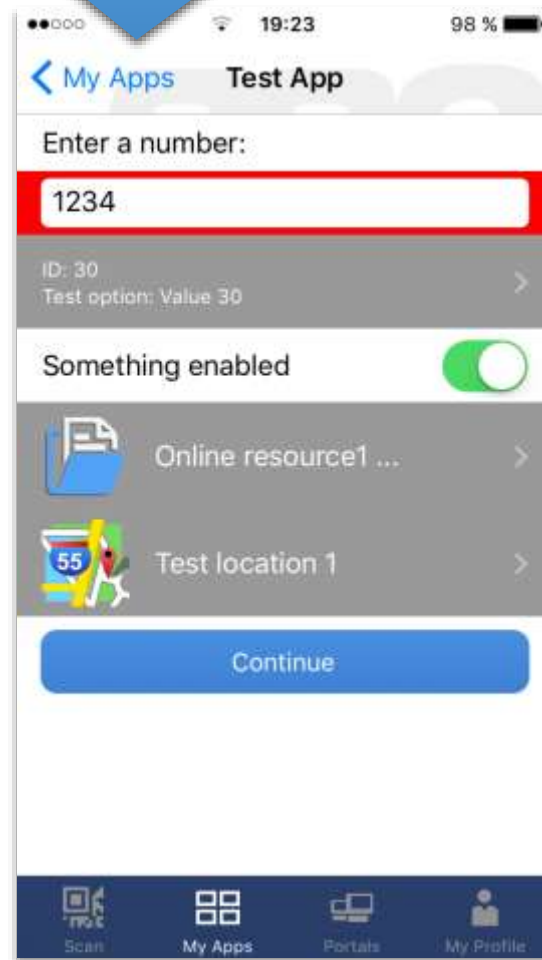 19:23
98 %
My Apps
Test App
Enter a number:
1234
ID: 30
Test option: Value 30
Something enabled
Online resource1 ...
55
Test location 1
Continue
Scan
My Apps
Portals
My Profile